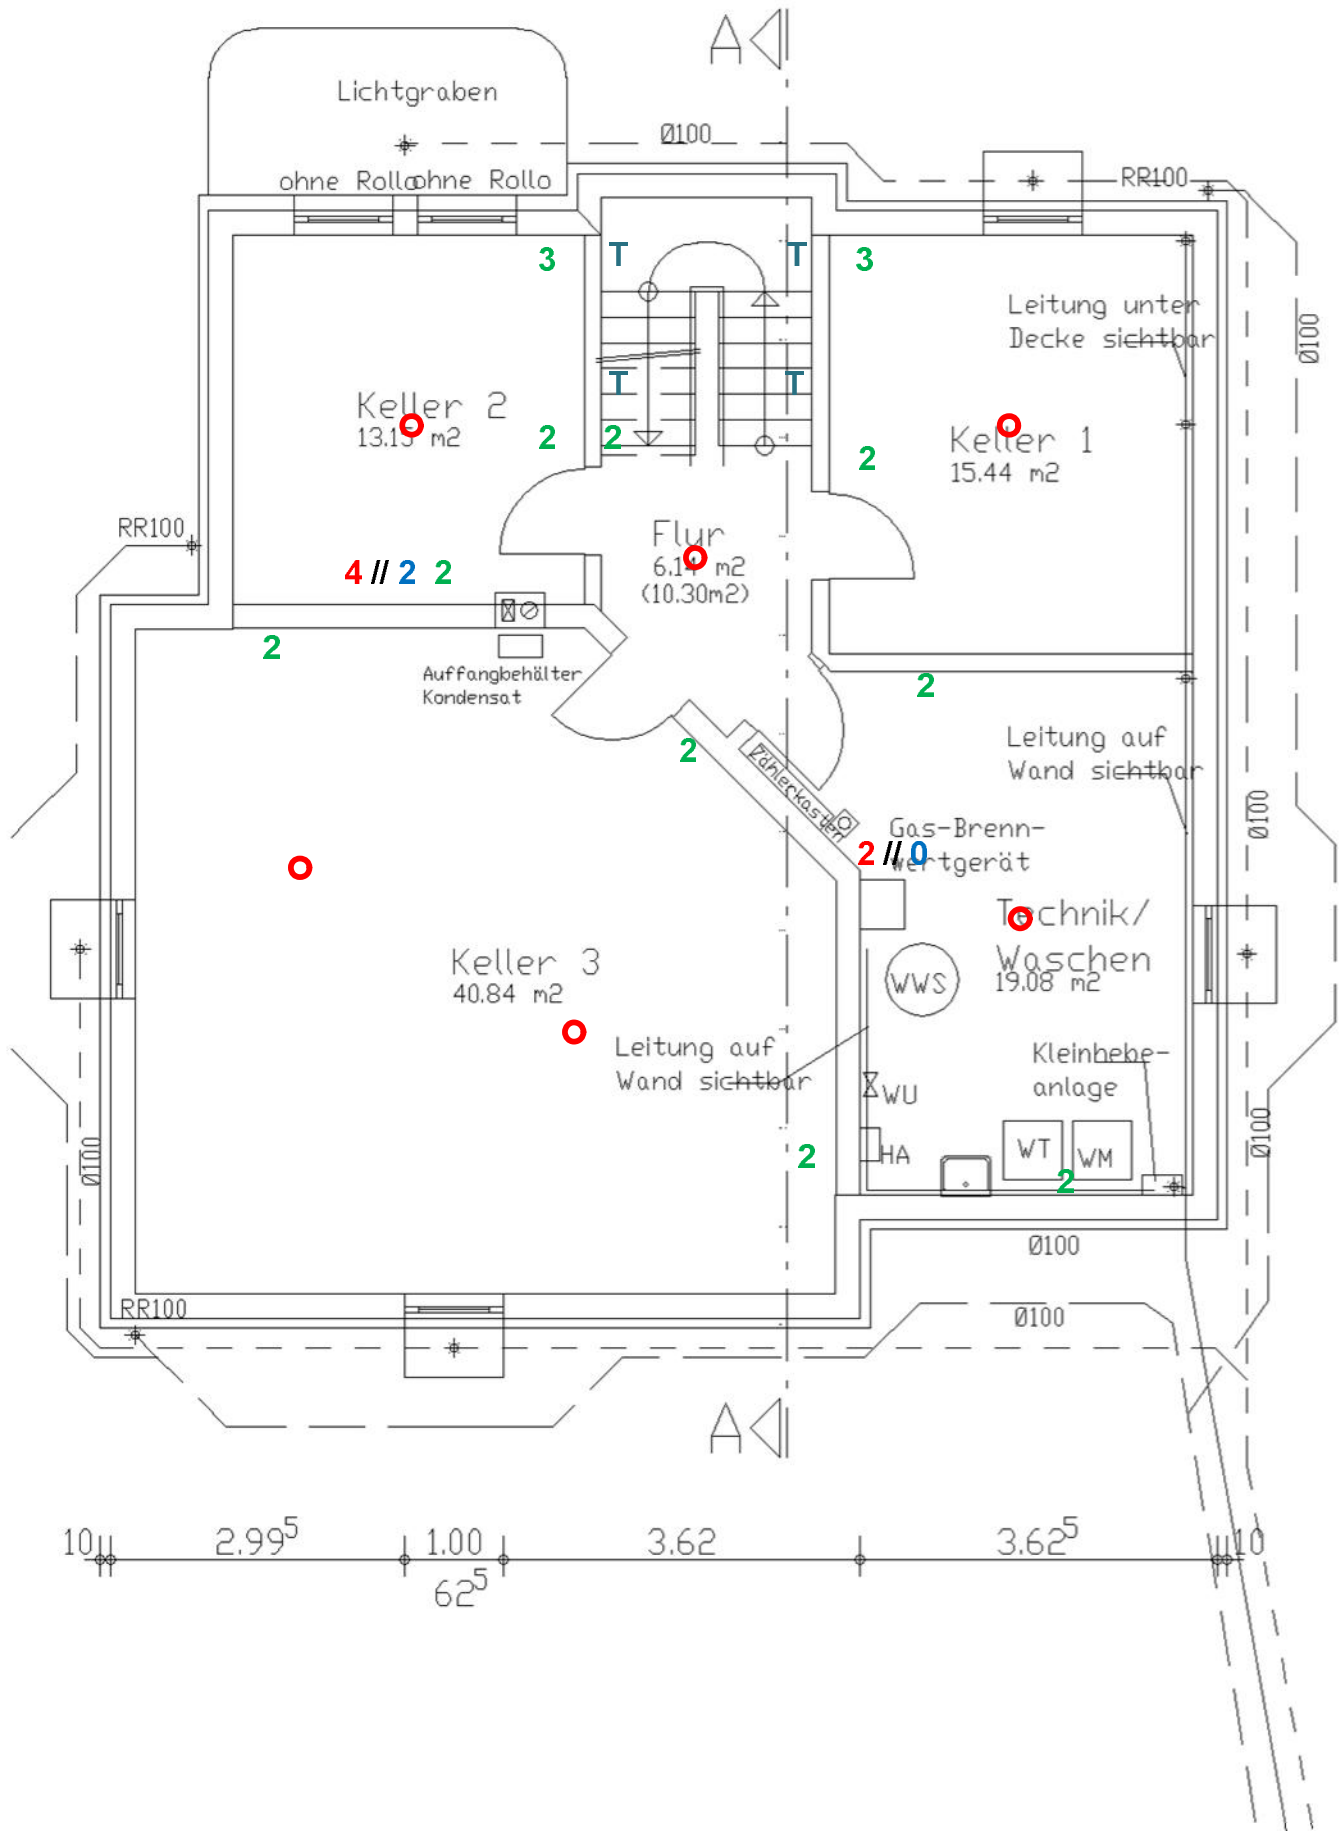 A
Lichtgraben
Ø100
ohne Rollo
ohne Rollo
RR100
3
T
T
3
Leitung unter
Decke sichtbar
Ø100
T
T
Keller 2
13.15 m2
2
2
Keller 1
15.44 m2
2
RR100
Flur
6.14 m2
(10.30m2)
4 // 2 2
2
Auffangbehälter
Kondensat
2
2
Leitung auf
Wand sichtbar
Zählerkasten
Ø100
Gas-Brenn-
wertgerät
2 // 0
Technik/
Waschen
19.08 m2
Keller 3
40.84 m2
WWS
Leitung auf
Wand sichtbar
Kleinhebe-
anlage
WU
Ø100
Ø100
2
HA
WT
WM
2
Ø100
RR100
Ø100
A
10
2.99⁵
1.00
3.62
3.62⁵
10
62⁵